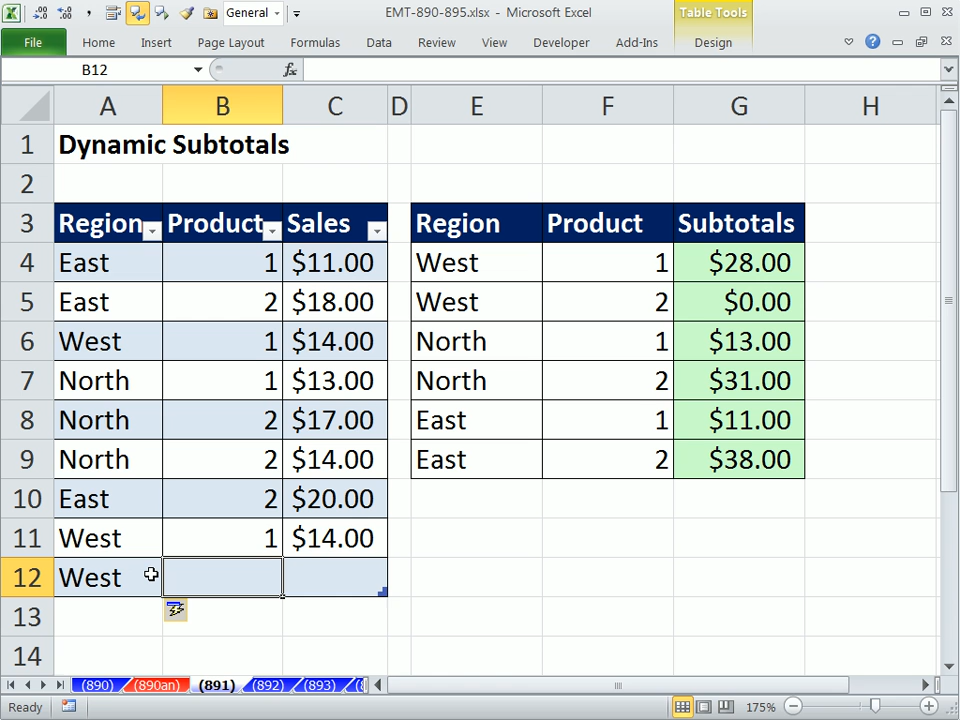 General
EMT-890-895.xlsx - Microsoft Excel
Table Tools
File Home Insert Page Layout Formulas Data Review View Developer Add-Ins Design
B12 fx
A B C D E F G H
1 Dynamic Subtotals
2
3 Region Product Sales Region Product Subtotals
4 East 1 $11.00 West 1 $28.00
5 East 2 $18.00 West 2 $0.00
6 West 1 $14.00 North 1 $13.00
7 North 1 $13.00 North 2 $31.00
8 North 2 $17.00 East 1 $11.00
9 North 2 $14.00 East 2 $38.00
10 East 2 $20.00
11 West 1 $14.00
12 West
13
14
(890) (890an) (891) (892) (893)
Ready 175%